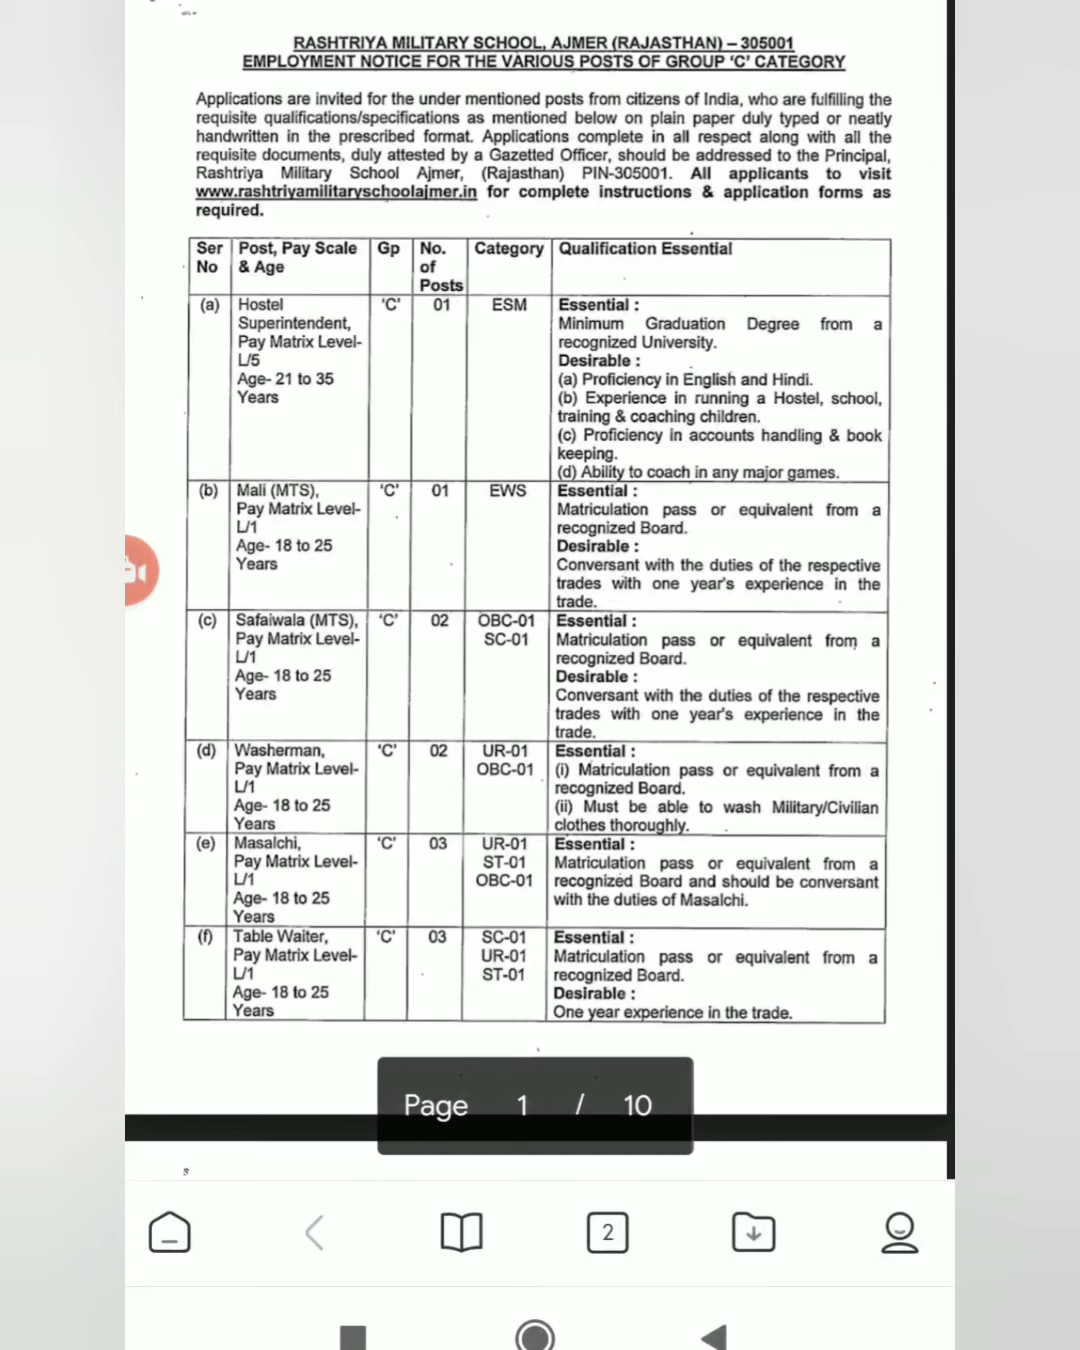 RASHTRIYA MILITARY SCHOOL, AJMER (RAJASTHAN) – 305001
EMPLOYMENT NOTICE FOR THE VARIOUS POSTS OF GROUP 'C' CATEGORY
Applications are invited for the under mentioned posts from citizens of India, who are fulfilling the
requisite qualifications/specifications as mentioned below on plain paper duly typed or neatly
handwritten in the prescribed format. Applications complete in all respect along with all the
requisite documents, duly attested by a Gazetted Officer, should be addressed to the Principal,
Rashtriya Military School Ajmer, (Rajasthan) PIN-305001. All applicants to visit
www.rashtriyamilitaryschoolajmer.in for complete instructions & application forms as
required.
Ser No | Post, Pay Scale & Age | Gp | No. of Posts | Category | Qualification Essential
(a) Hostel 'C' 01 ESM Essential :
Superintendent, Minimum Graduation Degree from a
Pay Matrix Level- recognized University.
L/5 Desirable :
Age- 21 to 35 (a) Proficiency in English and Hindi.
Years (b) Experience in running a Hostel, school,
training & coaching children.
(c) Proficiency in accounts handling & book
keeping.
(d) Ability to coach in any major games.
(b) Mali (MTS), 'C' 01 EWS Essential :
Pay Matrix Level- Matriculation pass or equivalent from a
L/1 recognized Board.
Age- 18 to 25 Desirable :
Years Conversant with the duties of the respective
trades with one year's experience in the
trade.
(c) Safaiwala (MTS), 'C' 02 OBC-01 Essential :
Pay Matrix Level- SC-01 Matriculation pass or equivalent from a
L/1 recognized Board.
Age- 18 to 25 Desirable :
Years Conversant with the duties of the respective
trades with one year's experience in the
trade.
(d) Washerman, 'C' 02 UR-01 Essential :
Pay Matrix Level- OBC-01 (i) Matriculation pass or equivalent from a
L/1 recognized Board.
Age- 18 to 25 (ii) Must be able to wash Military/Civilian
Years clothes thoroughly.
(e) Masalchi, 'C' 03 UR-01 Essential :
Pay Matrix Level- ST-01 Matriculation pass or equivalent from a
L/1 OBC-01 recognized Board and should be conversant
Age- 18 to 25 with the duties of Masalchi.
Years
(f) Table Waiter, 'C' 03 SC-01 Essential :
Pay Matrix Level- UR-01 Matriculation pass or equivalent from a
L/1 ST-01 recognized Board.
Age- 18 to 25 Desirable :
Years One year experience in the trade.
Page 1 / 10
2